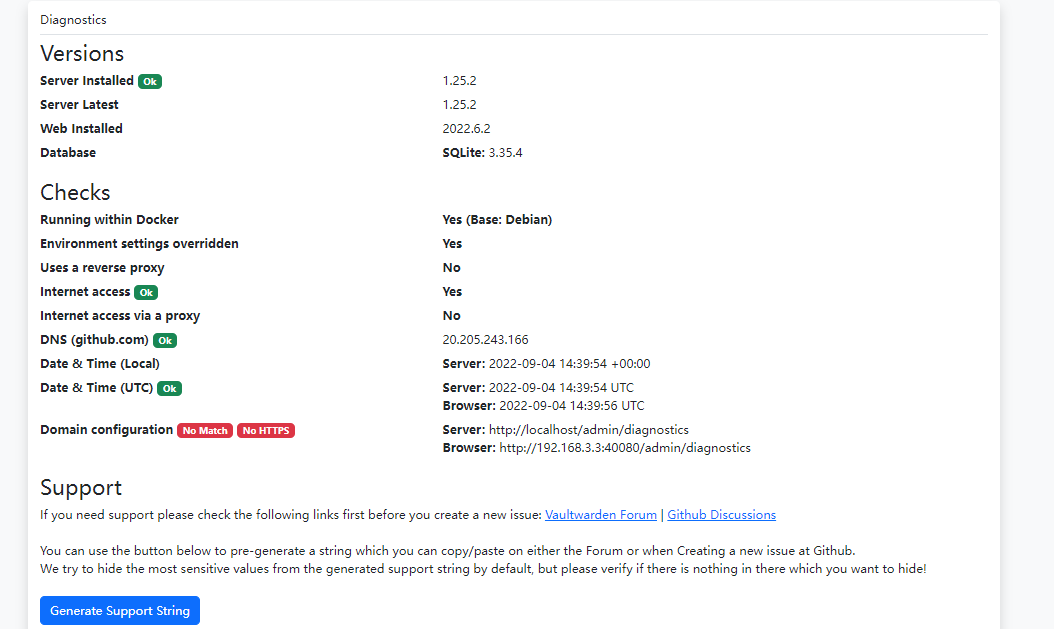 Diagnostics
Versions
Server Installed Ok 1.25.2
Server Latest 1.25.2
Web Installed 2022.6.2
Database SQLite: 3.35.4
Checks
Running within Docker Yes (Base: Debian)
Environment settings overridden Yes
Uses a reverse proxy No
Internet access Ok Yes
Internet access via a proxy No
DNS (github.com) Ok 20.205.243.166
Date & Time (Local) Server: 2022-09-04 14:39:54 +00:00
Date & Time (UTC) Ok Server: 2022-09-04 14:39:54 UTC
Browser: 2022-09-04 14:39:56 UTC
Domain configuration No Match No HTTPS Server: http://localhost/admin/diagnostics
Browser: http://192.168.3.3:40080/admin/diagnostics
Support
If you need support please check the following links first before you create a new issue: Vaultwarden Forum | Github Discussions
You can use the button below to pre-generate a string which you can copy/paste on either the Forum or when Creating a new issue at Github.
We try to hide the most sensitive values from the generated support string by default, but please verify if there is nothing in there which you want to hide!
Generate Support String